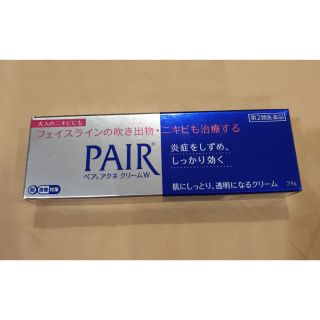 大人のニキビにも
フェイスラインの吹き出物・ニキビも治療する
第2類医薬品
PAIR®
ペア®アクネ クリームW
炎症をしずめ、
しっかり効く
肌にしっとり、透明になるクリーム 24g